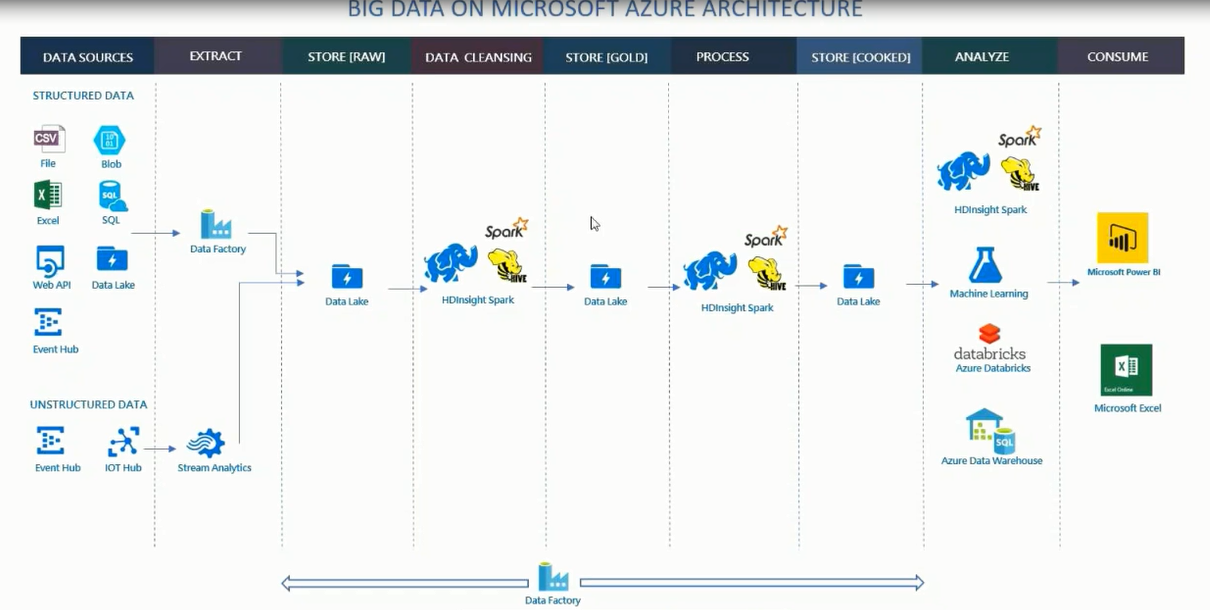 BIG DATA ON MICROSOFT AZURE ARCHITECTURE
DATA SOURCES
EXTRACT
STORE [RAW]
DATA CLEANSING
STORE [GOLD]
PROCESS
STORE [COOKED]
ANALYZE
CONSUME
STRUCTURED DATA
CSV
File
10
01
Blob
X
Excel
SQL
SQL
Web API
Data Lake
Event Hub
UNSTRUCTURED DATA
Event Hub
IOT Hub
Data Factory
Stream Analytics
Data Lake
Spark
HIVE
HDInsight Spark
Data Lake
Spark
HIVE
HDInsight Spark
Data Lake
Spark
HIVE
HDInsight Spark
Machine Learning
databricks
Azure Databricks
SQL
Azure Data Warehouse
Microsoft Power BI
X
Excel Online
Microsoft Excel
Data Factory